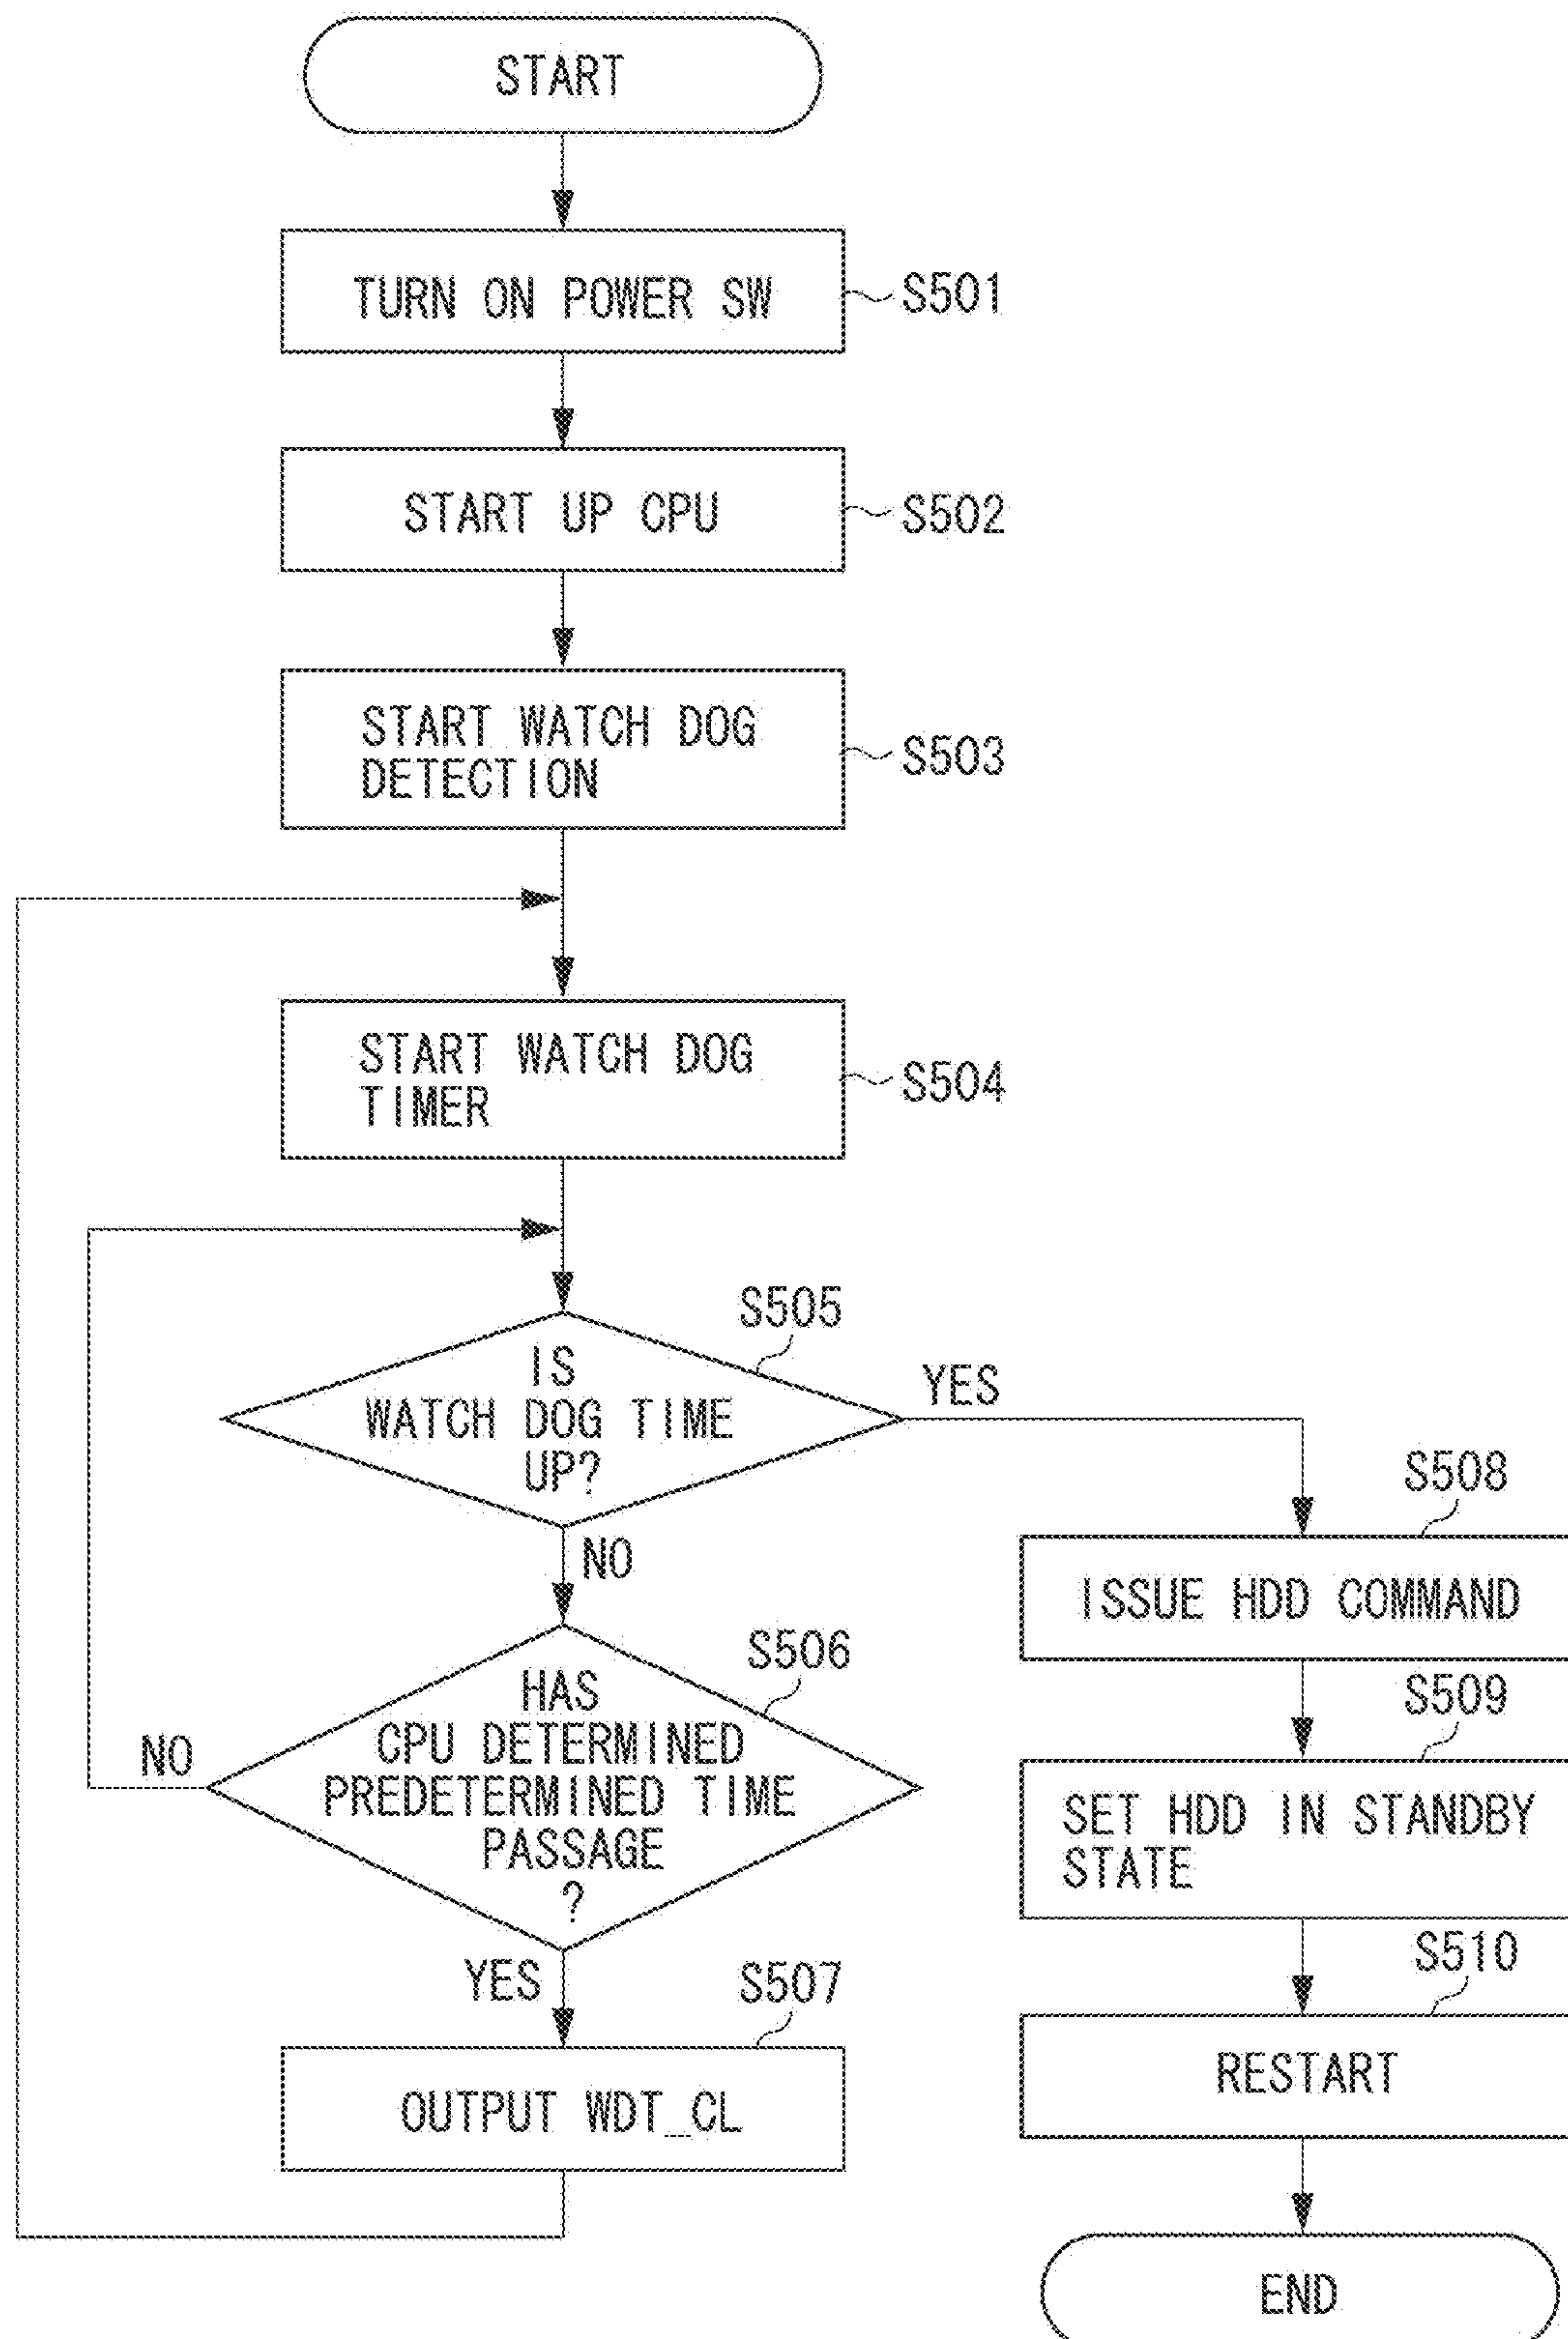 START
TURN ON POWER SW
S501
START UP CPU
S502
START WATCH DOG
DETECTION
S503
START WATCH DOG
TIMER
S504
S505
IS
WATCH DOG TIME
UP?
YES
NO
S506
HAS
CPU DETERMINED
PREDETERMINED TIME
PASSAGE
?
NO
YES
S507
OUTPUT WDT_CL
S508
ISSUE HDD COMMAND
S509
SET HDD IN STANDBY
STATE
S510
RESTART
END